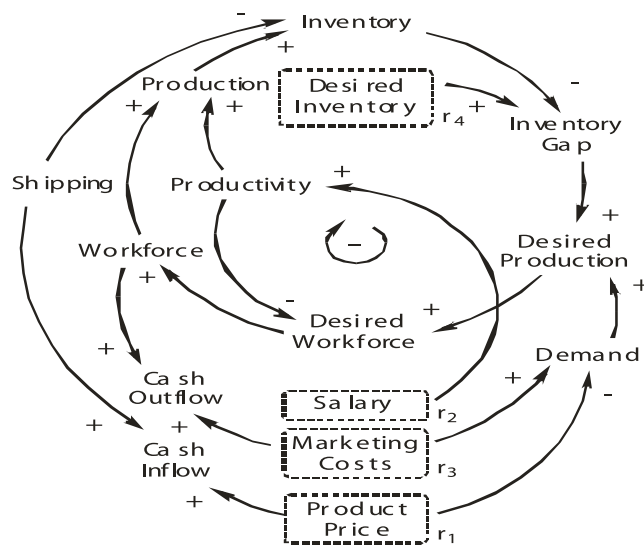 - Inventory
+
Production
+ +
Desired
Inventory
r4
+
-
Inventory
Gap
Shipping
Productivity
+
-
+
Workforce
+
Desired
Production
- +
Desired
Workforce
+
Demand
+
-
+
Cash
Outflow
+
+
Cash
Inflow
+
Salary
r2
Marketing
Costs
r3
Product
Price
r1